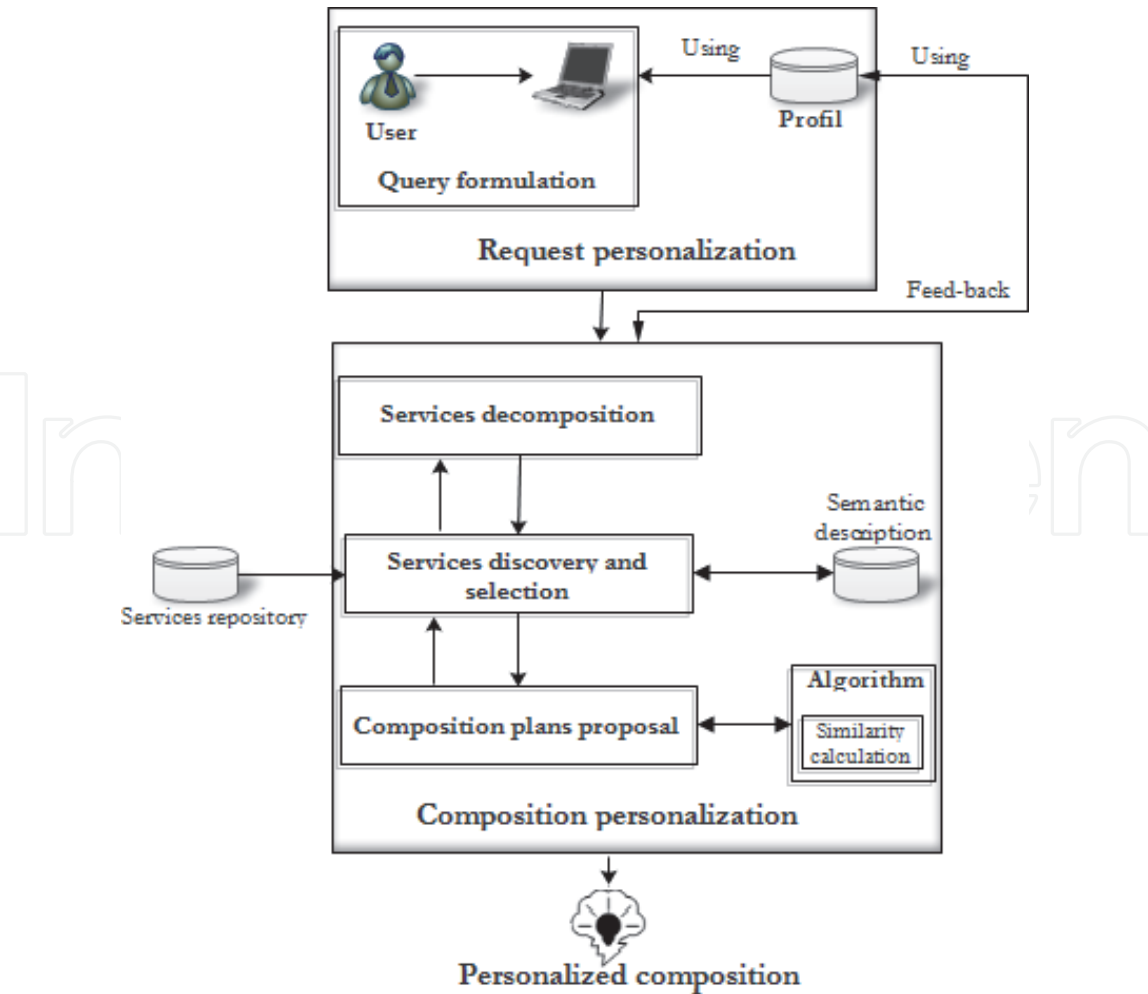 Using
Using
User
Profil
Query formulation
Request personalization
Feed-back
Services decomposition
Semantic
description
Services discovery and
selection
Services repository
Algorithm
Composition plans proposal
Similarity
calculation
Composition personalization
Personalized composition